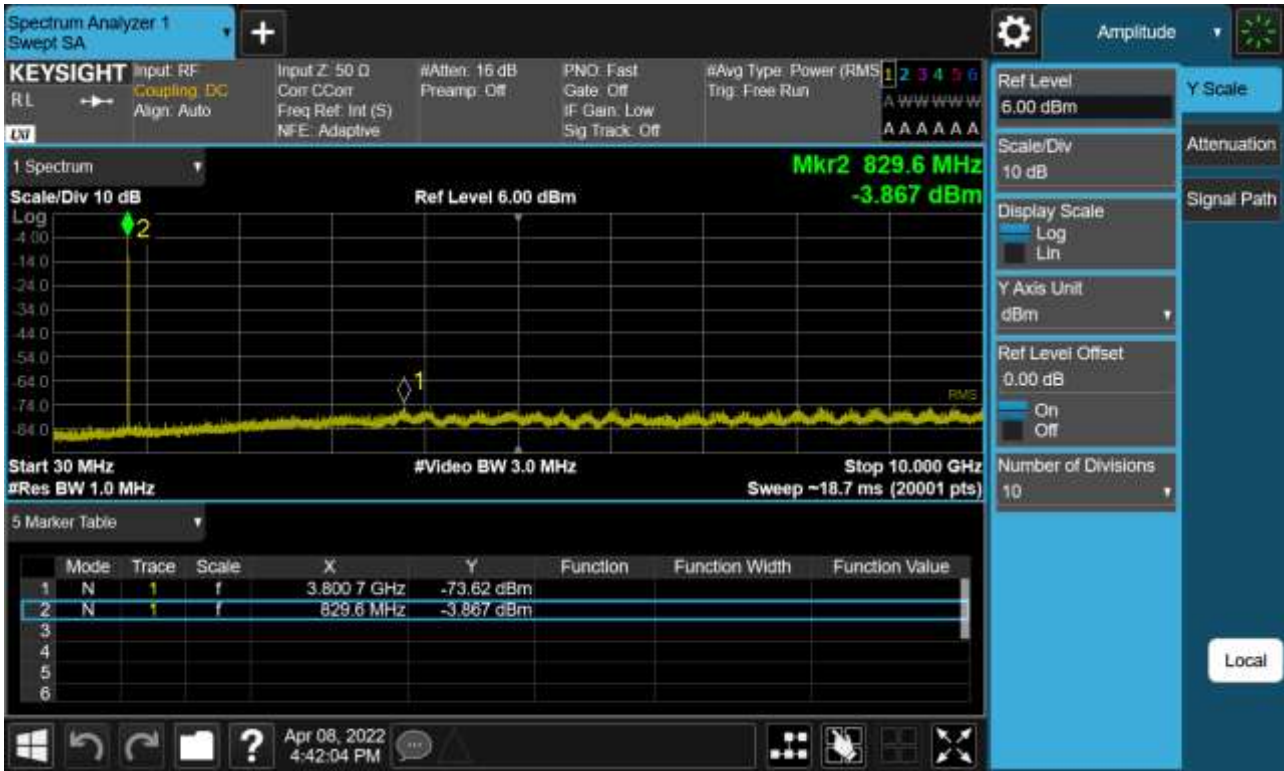 Spectrum Analyzer 1
Swept SA
+
Amplitude
KEYSIGHT
RL
LXI
Input: RF
Coupling: DC
Align: Auto
Input Z: 50 Ω
Corr CCorr
Freq Ref: Int (S)
NFE: Adaptive
#Atten: 16 dB
Preamp: Off
PNO: Fast
Gate: Off
IF Gain: Low
Sig Track: Off
#Avg Type: Power (RMS
Trig: Free Run
1 2 3 4 5 6
A W W W W W
A A A A A A
1 Spectrum
Scale/Div 10 dB
Ref Level 6.00 dBm
Mkr2 829.6 MHz
-3.867 dBm
Log
-4.00
-14.0
-24.0
-34.0
-44.0
-54.0
-64.0
-74.0
-84.0
2
1
RMS
Start 30 MHz
#Video BW 3.0 MHz
Stop 10.000 GHz
#Res BW 1.0 MHz
Sweep ~18.7 ms (20001 pts)
5 Marker Table
Mode Trace Scale X Y Function Function Width Function Value
1 N 1 f 3.800 7 GHz -73.62 dBm
2 N 1 f 829.6 MHz -3.867 dBm
3
4
5
6
Ref Level
6.00 dBm
Scale/Div
10 dB
Display Scale
Log
Lin
Y Axis Unit
dBm
Ref Level Offset
0.00 dB
On
Off
Number of Divisions
10
Y Scale
Attenuation
Signal Path
Local
?
Apr 08, 2022
4:42:04 PM